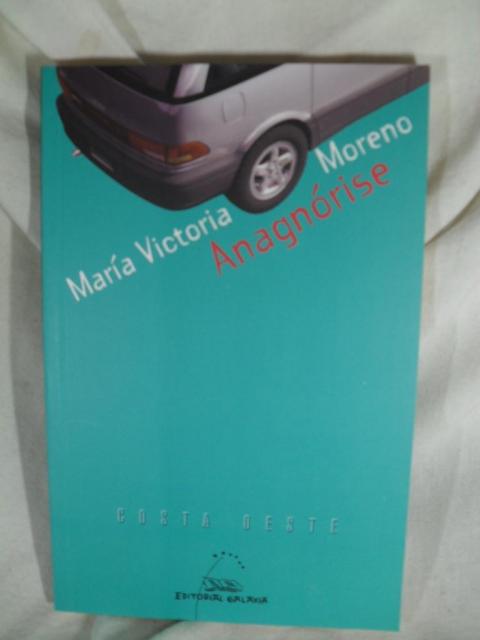 María Victoria Moreno
Anagnórise
COSTA OESTE
EDITORIAL GALAXIA